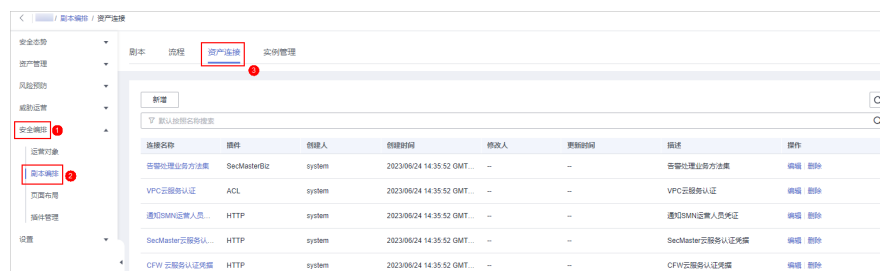 / 剧本编排 / 资产连接
安全态势
资产管理
风险预防
威胁运营
安全编排 1
运营对象
剧本编排 2
页面布局
插件管理
设置
剧本 流程 资产连接 实例管理
3
新增
默认按照名称搜索
连接名称 插件 创建人 创建时间 修改人 更新时间 描述 操作
告警处理业务方法集 SecMasterBiz system 2023/06/24 14:35:52 GMT... -- -- 告警处理业务方法集 编辑 删除
VPC云服务认证 ACL system 2023/06/24 14:35:52 GMT... -- -- VPC云服务认证 编辑 删除
通知SMN运营人员... HTTP system 2023/06/24 14:35:52 GMT... -- -- 通知SMN运营人员凭证 编辑 删除
SecMaster云服务认... HTTP system 2023/06/24 14:35:52 GMT... -- -- SecMaster云服务认证凭据 编辑 删除
CFW 云服务认证凭据 HTTP system 2023/06/24 14:35:52 GMT... -- -- CFW云服务认证凭据 编辑 删除